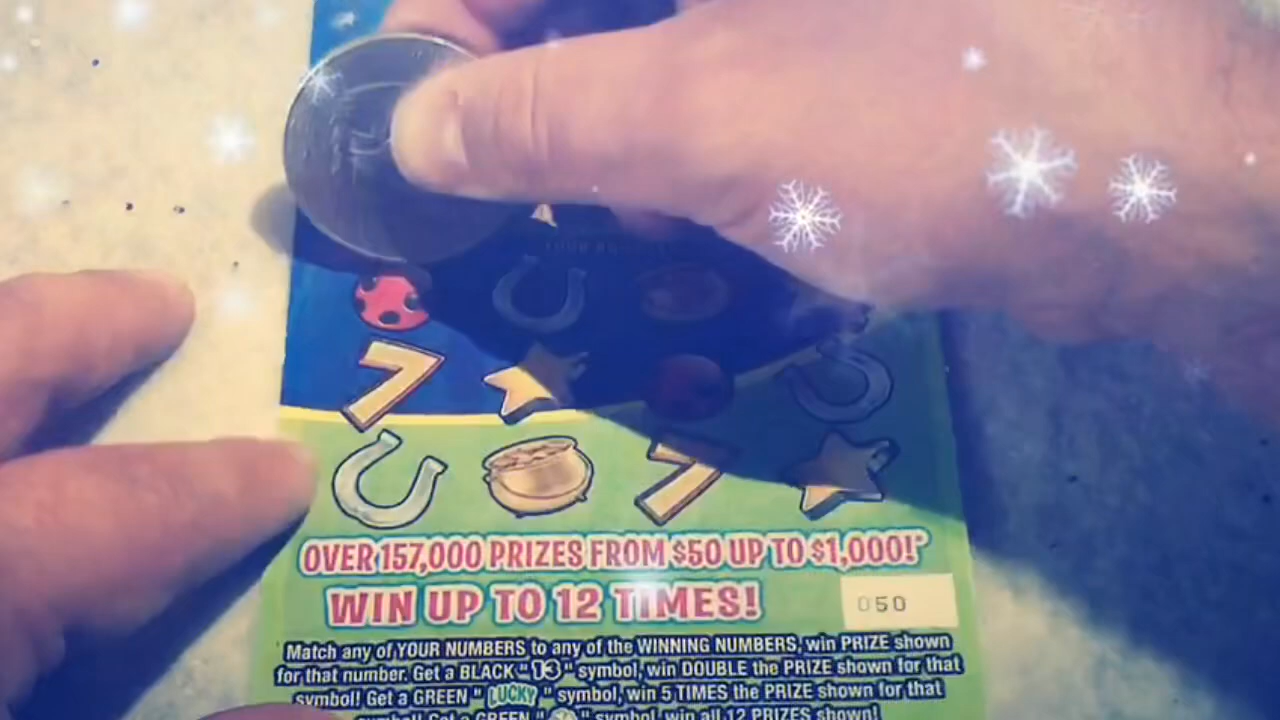 OVER 157,000 PRIZES FROM $50 UP TO $1,000!*
WIN UP TO 12 TIMES!
050
Match any of YOUR NUMBERS to any of the WINNING NUMBERS, win PRIZE shown
for that number. Get a BLACK "13" symbol, win DOUBLE the PRIZE shown for that
symbol! Get a GREEN "LUCKY" symbol, win 5 TIMES the PRIZE shown for that
symbol! Get a GREEN " " symbol, win all 12 PRIZES shown!